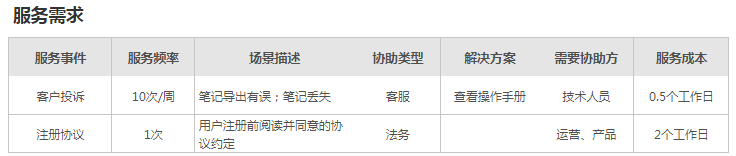 服务需求
服务事件 服务频率 场景描述 协助类型 解决方案 需要协助方 服务成本
客户投诉 10次/周 笔记导出有误；笔记丢失 客服 查看操作手册 技术人员 0.5个工作日
注册协议 1次 用户注册前阅读并同意的协 法务 运营、产品 2个工作日
议约定